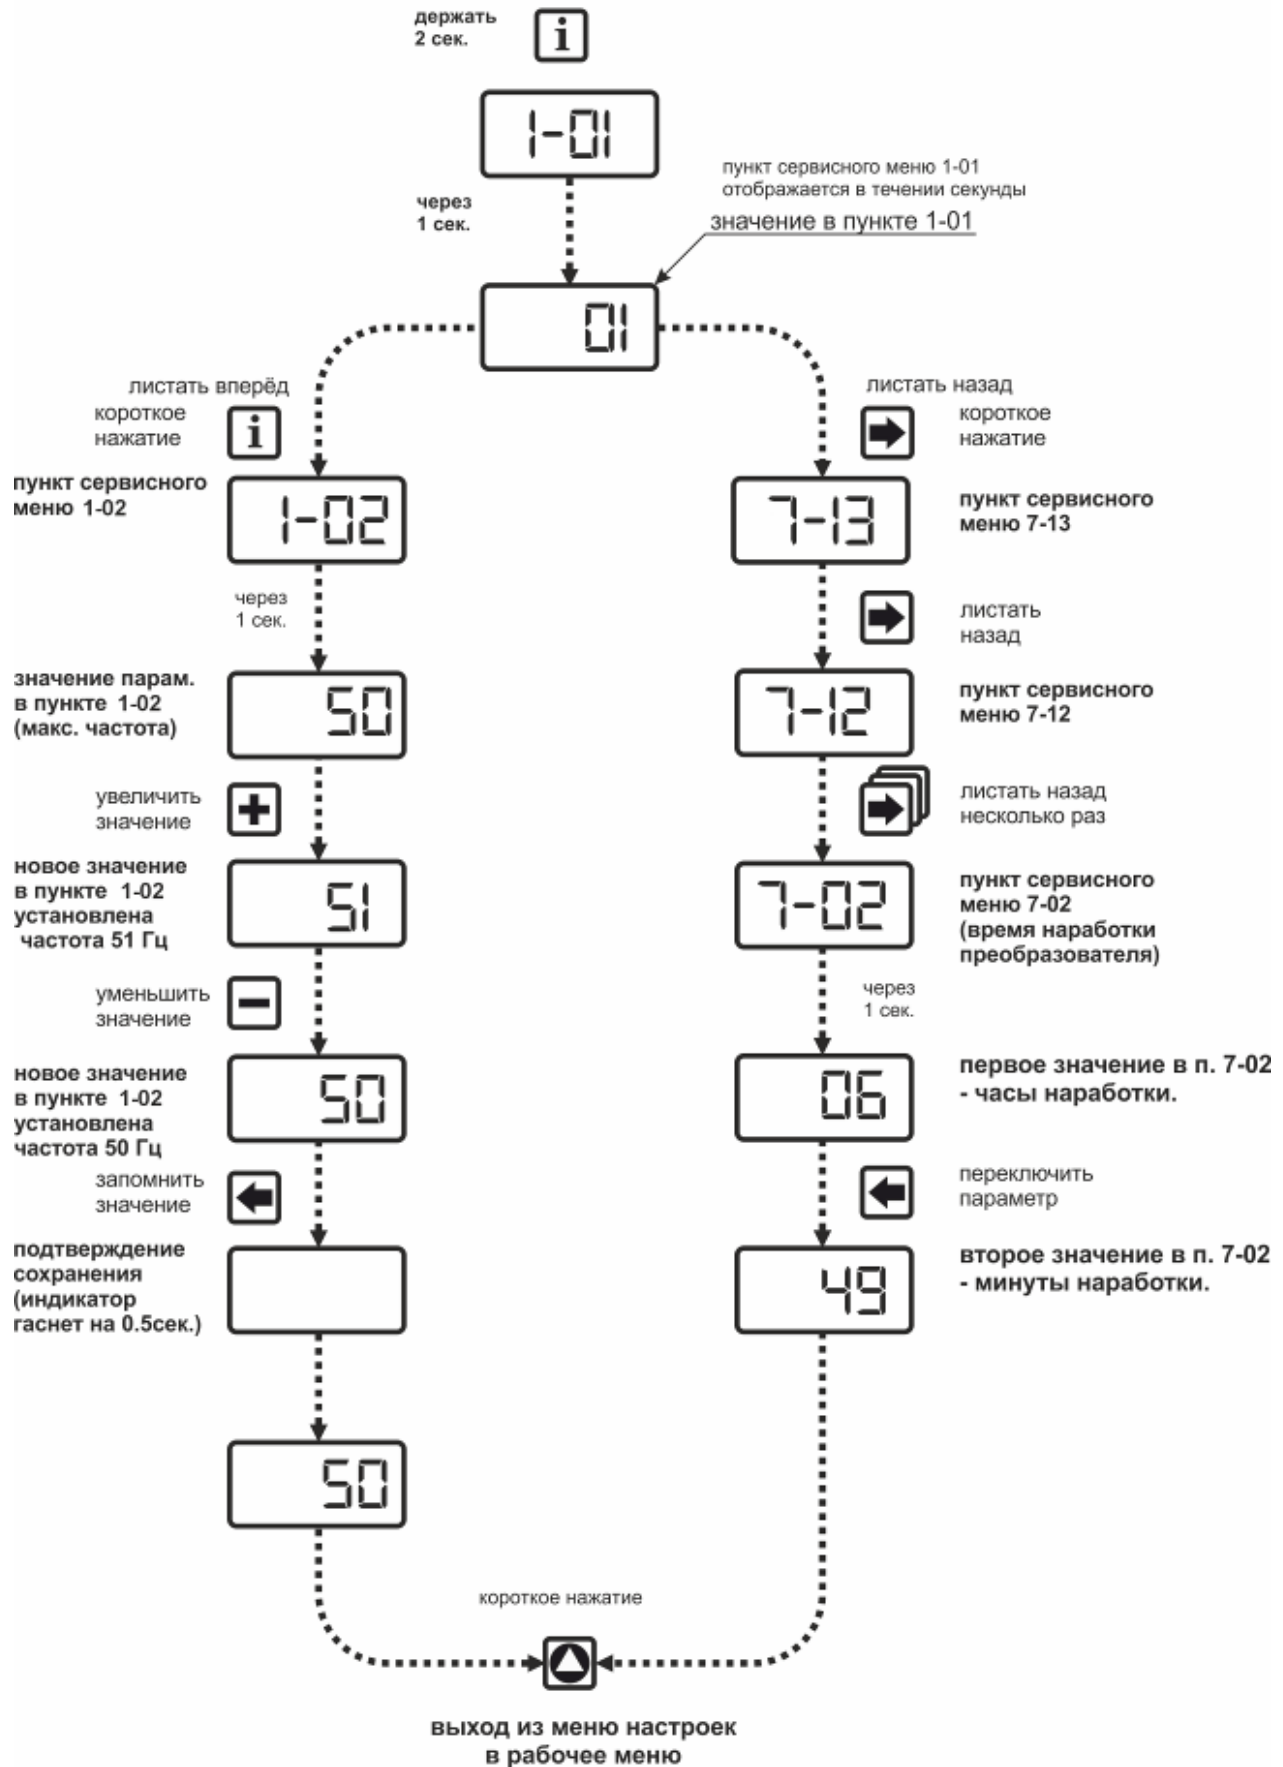 держать
2 сек.
i
1-01
через
1 сек.
пункт сервисного меню 1-01
отображается в течении секунды
значение в пункте 1-01
01
листать вперёд
короткое
нажатие
i
пункт сервисного
меню 1-02
1-02
через
1 сек.
значение парам.
в пункте 1-02
(макс. частота)
50
увеличить
значение
новое значение
в пункте 1-02
установлена
частота 51 Гц
51
уменьшить
значение
новое значение
в пункте 1-02
установлена
частота 50 Гц
50
запомнить
значение
подтверждение
сохранения
(индикатор
гаснет на 0.5сек.)
50
листать назад
короткое
нажатие
7-13
пункт сервисного
меню 7-13
листать
назад
7-12
пункт сервисного
меню 7-12
листать назад
несколько раз
7-02
пункт сервисного
меню 7-02
(время наработки
преобразователя)
через
1 сек.
06
первое значение в п. 7-02
- часы наработки.
переключить
параметр
49
второе значение в п. 7-02
- минуты наработки.
короткое нажатие
выход из меню настроек
в рабочее меню